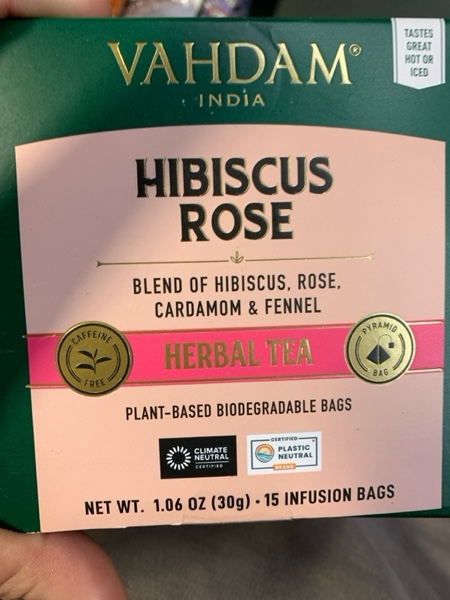 VAHDAM®
INDIA
TASTES
GREAT
HOT OR
ICED
HIBISCUS
ROSE
BLEND OF HIBISCUS, ROSE,
CARDAMOM & FENNEL
CAFFEINE
FREE
HERBAL TEA
PYRAMID
BAG
PLANT-BASED BIODEGRADABLE BAGS
CLIMATE
NEUTRAL
CERTIFIED
CERTIFIED
PLASTIC
NEUTRAL
BRAND
NET WT. 1.06 OZ (30g) • 15 INFUSION BAGS